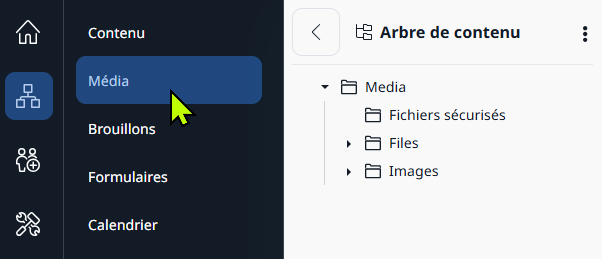 Contenu
Média
Brouillons
Formulaires
Calendrier
Arbre de contenu
Media
Fichiers sécurisés
Files
Images